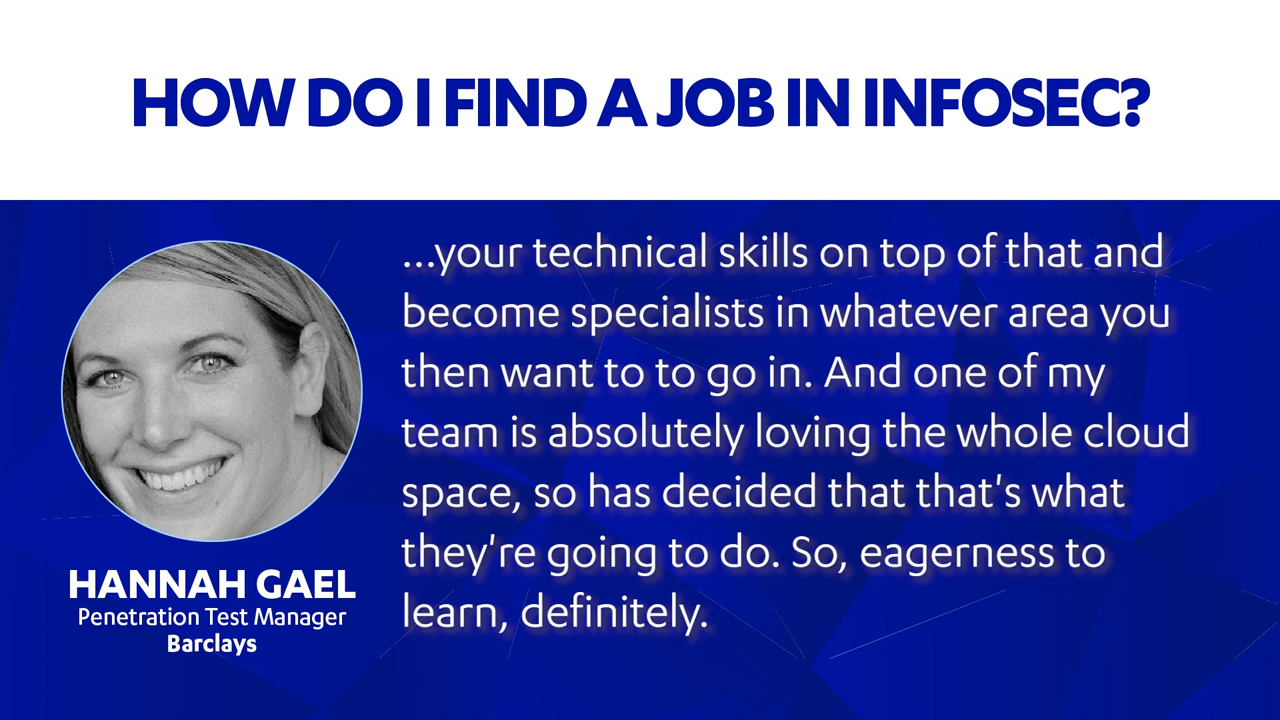 HOW DO I FIND A JOB IN INFOSEC?
...your technical skills on top of that and
become specialists in whatever area you
then want to to go in. And one of my
team is absolutely loving the whole cloud
space, so has decided that that's what
they're going to do. So, eagerness to
learn, definitely.
HANNAH GAEL
Penetration Test Manager
Barclays